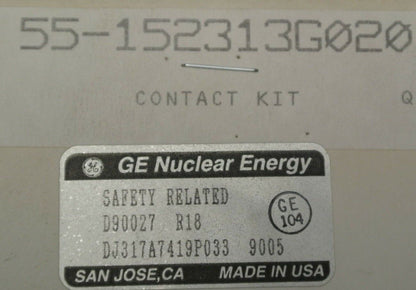 55-152313G020
CONTACT KIT Q
GE Nuclear Energy
SAFETY RELATED
D90027 R18
GE
104
DJ317A7419P033 9005
SAN JOSE,CA MADE IN USA